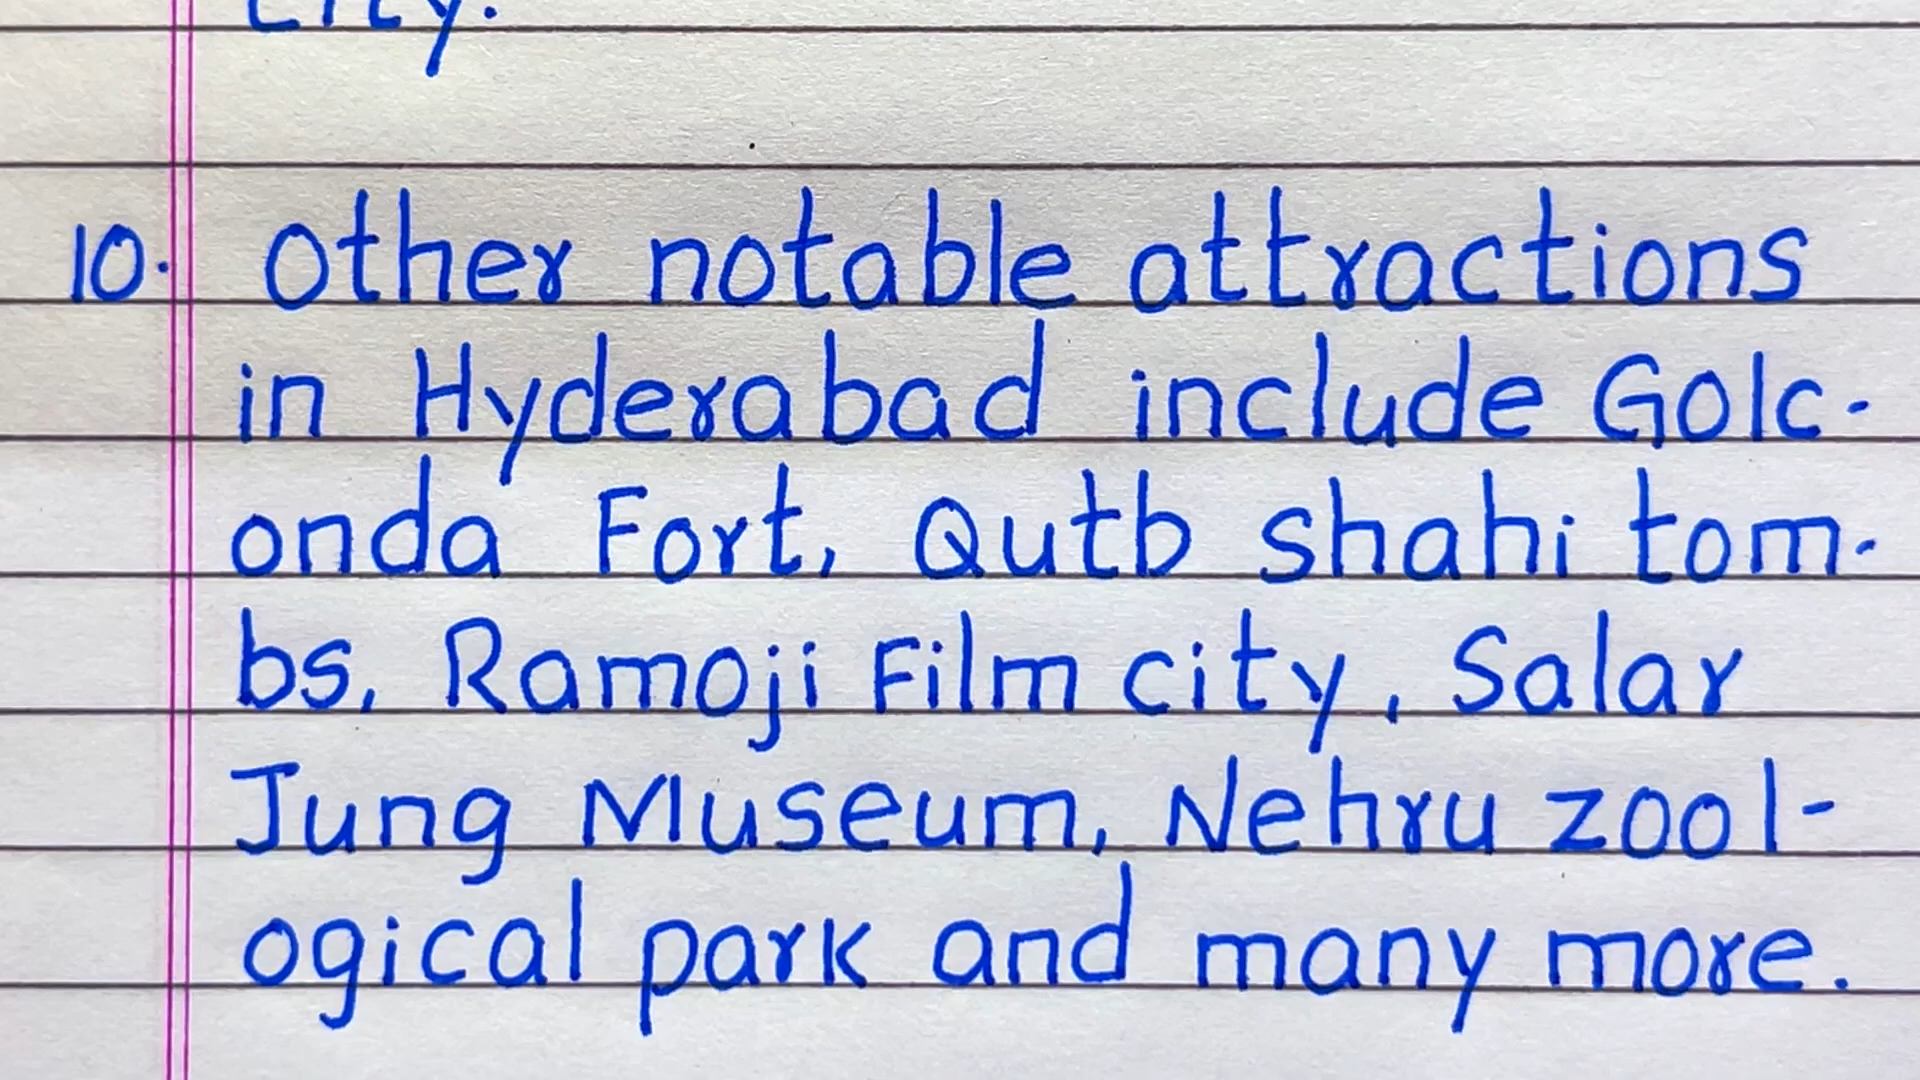 city.
10. Other notable attractions
in Hyderabad include Golc-
onda Fort, Qutb shahi tom-
bs, Ramoji Film city, Salar
Jung Museum, Nehru zool-
ogical park and many more.